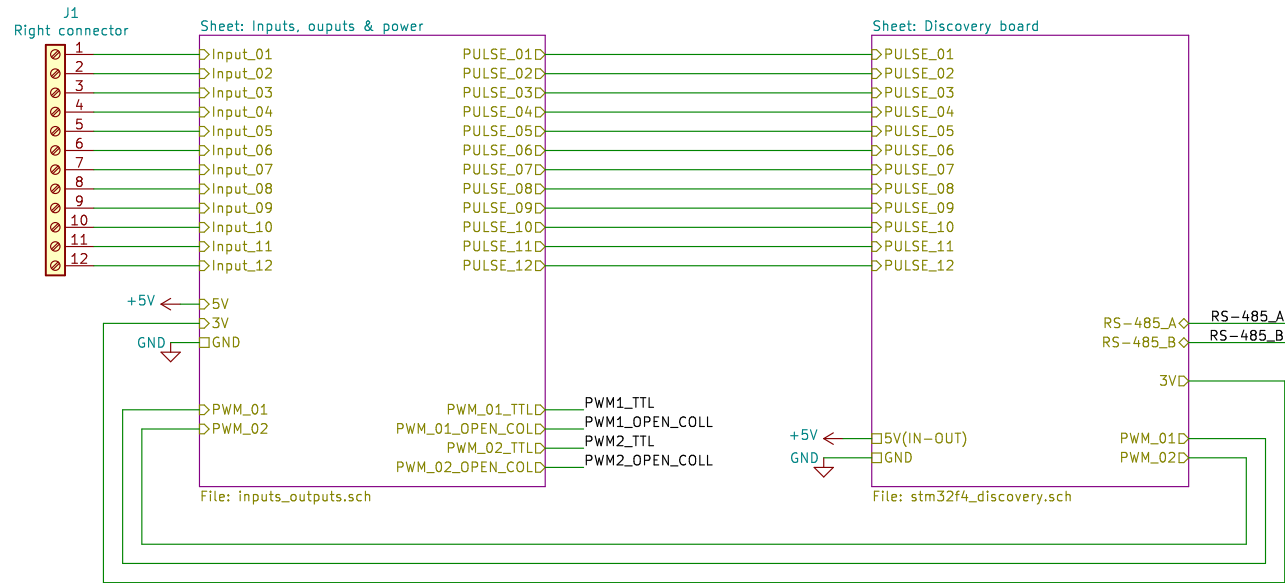 J1
Right connector
1
2
3
4
5
6
7
8
9
10
11
12
Sheet: Inputs, ouputs & power
Input_01
Input_02
Input_03
Input_04
Input_05
Input_06
Input_07
Input_08
Input_09
Input_10
Input_11
Input_12
+5V
5V
3V
GND
GND
PWM_01
PWM_02
PULSE_01
PULSE_02
PULSE_03
PULSE_04
PULSE_05
PULSE_06
PULSE_07
PULSE_08
PULSE_09
PULSE_10
PULSE_11
PULSE_12
PWM_01_TTL
PWM_01_OPEN_COL
PWM_02_TTL
PWM_02_OPEN_COL
PWM1_TTL
PWM1_OPEN_COLL
PWM2_TTL
PWM2_OPEN_COLL
File: inputs_outputs.sch
Sheet: Discovery board
PULSE_01
PULSE_02
PULSE_03
PULSE_04
PULSE_05
PULSE_06
PULSE_07
PULSE_08
PULSE_09
PULSE_10
PULSE_11
PULSE_12
+5V
5V(IN-OUT)
GND
GND
RS-485_A
RS-485_B
3V
PWM_01
PWM_02
RS-485_A
RS-485_B
File: stm32f4_discovery.sch